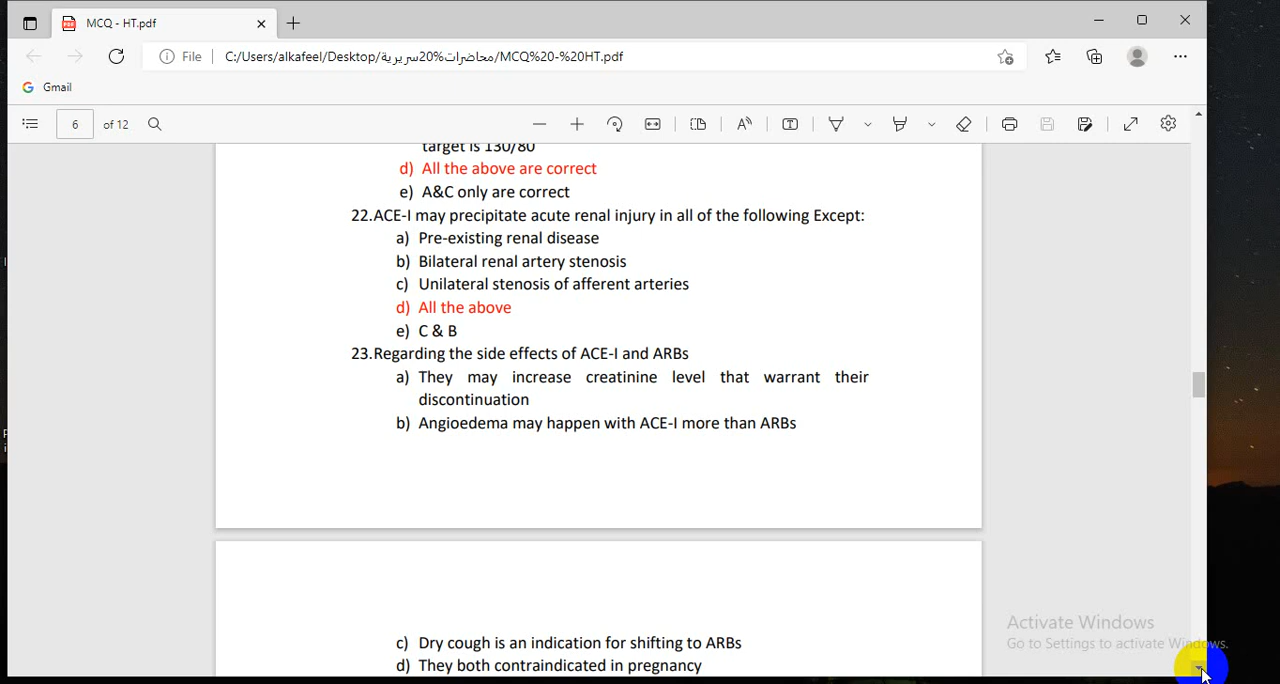 MCQ - HT.pdf
File
C:/Users/alkafeel/Desktop/محاضرات%20سريرية/MCQ%20-%20HT.pdf
Gmail
6 of 12
target is 130/80
d) All the above are correct
e) A&C only are correct
22.ACE-I may precipitate acute renal injury in all of the following Except:
a) Pre-existing renal disease
b) Bilateral renal artery stenosis
c) Unilateral stenosis of afferent arteries
d) All the above
e) C & B
23.Regarding the side effects of ACE-I and ARBs
a) They may increase creatinine level that warrant their
discontinuation
b) Angioedema may happen with ACE-I more than ARBs
c) Dry cough is an indication for shifting to ARBs
d) They both contraindicated in pregnancy
Activate Windows
Go to Settings to activate Windows.